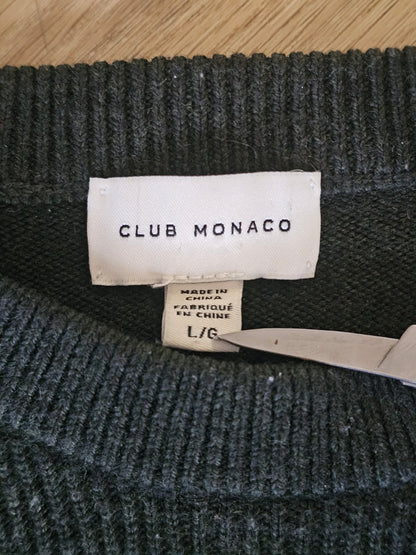 CLUB MONACO
MADE IN
CHINA
FABRIQUÉ
EN CHINE
L/G